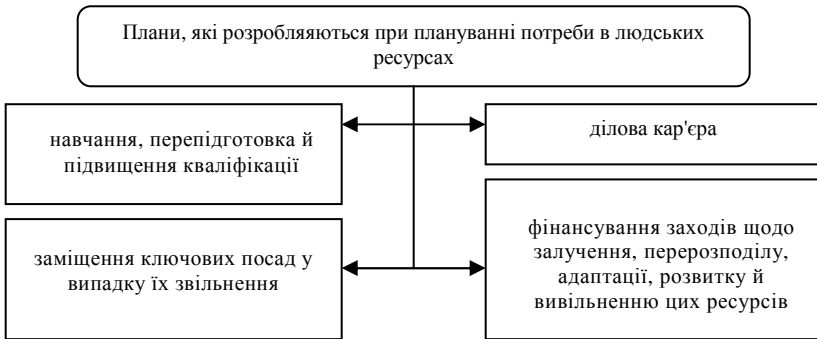 Плани, які розробляяються при плануванні потреби в людських
ресурсах
навчання, перепідготовка й
підвищення кваліфікації
ділова кар'єра
заміщення ключових посад у
випадку їх звільнення
фінансування заходів щодо
залучення, перерозподілу,
адаптації, розвитку й
вивільненню цих ресурсів